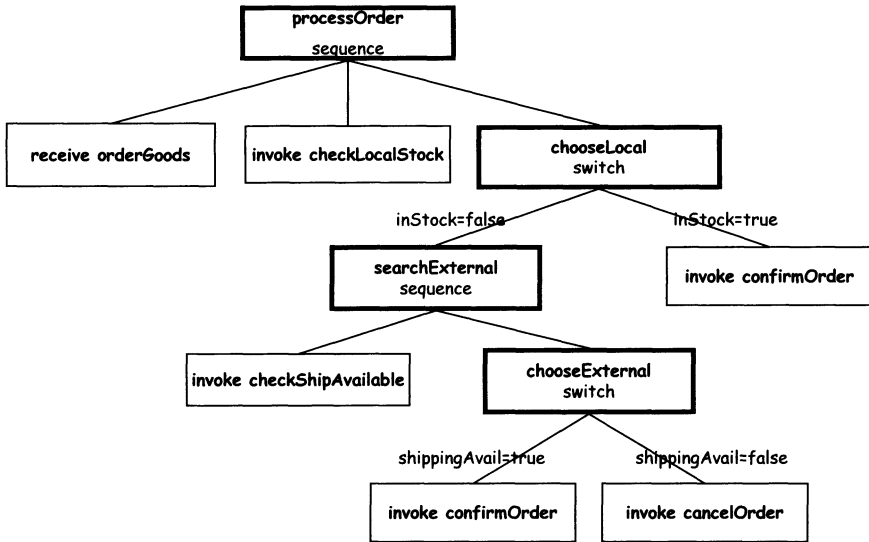 processOrder
sequence
receive orderGoods
invoke checkLocalStock
chooseLocal
switch
inStock=false
inStock=true
searchExternal
sequence
invoke confirmOrder
invoke checkShipAvailable
chooseExternal
switch
shippingAvail=true
shippingAvail=false
invoke confirmOrder
invoke cancelOrder